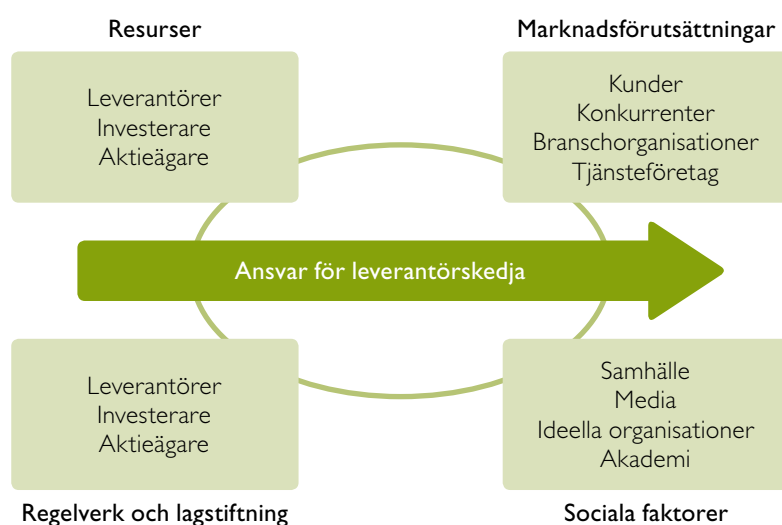 Resurser
Leverantörer
Investerare
Aktieägare
Marknadsförutsättningar
Kunder
Konkurrenter
Branschorganisationer
Tjänsteföretag
Ansvar för leverantörskedja
Leverantörer
Investerare
Aktieägare
Regelverk och lagstiftning
Samhälle
Media
Ideella organisationer
Akademi
Sociala faktorer